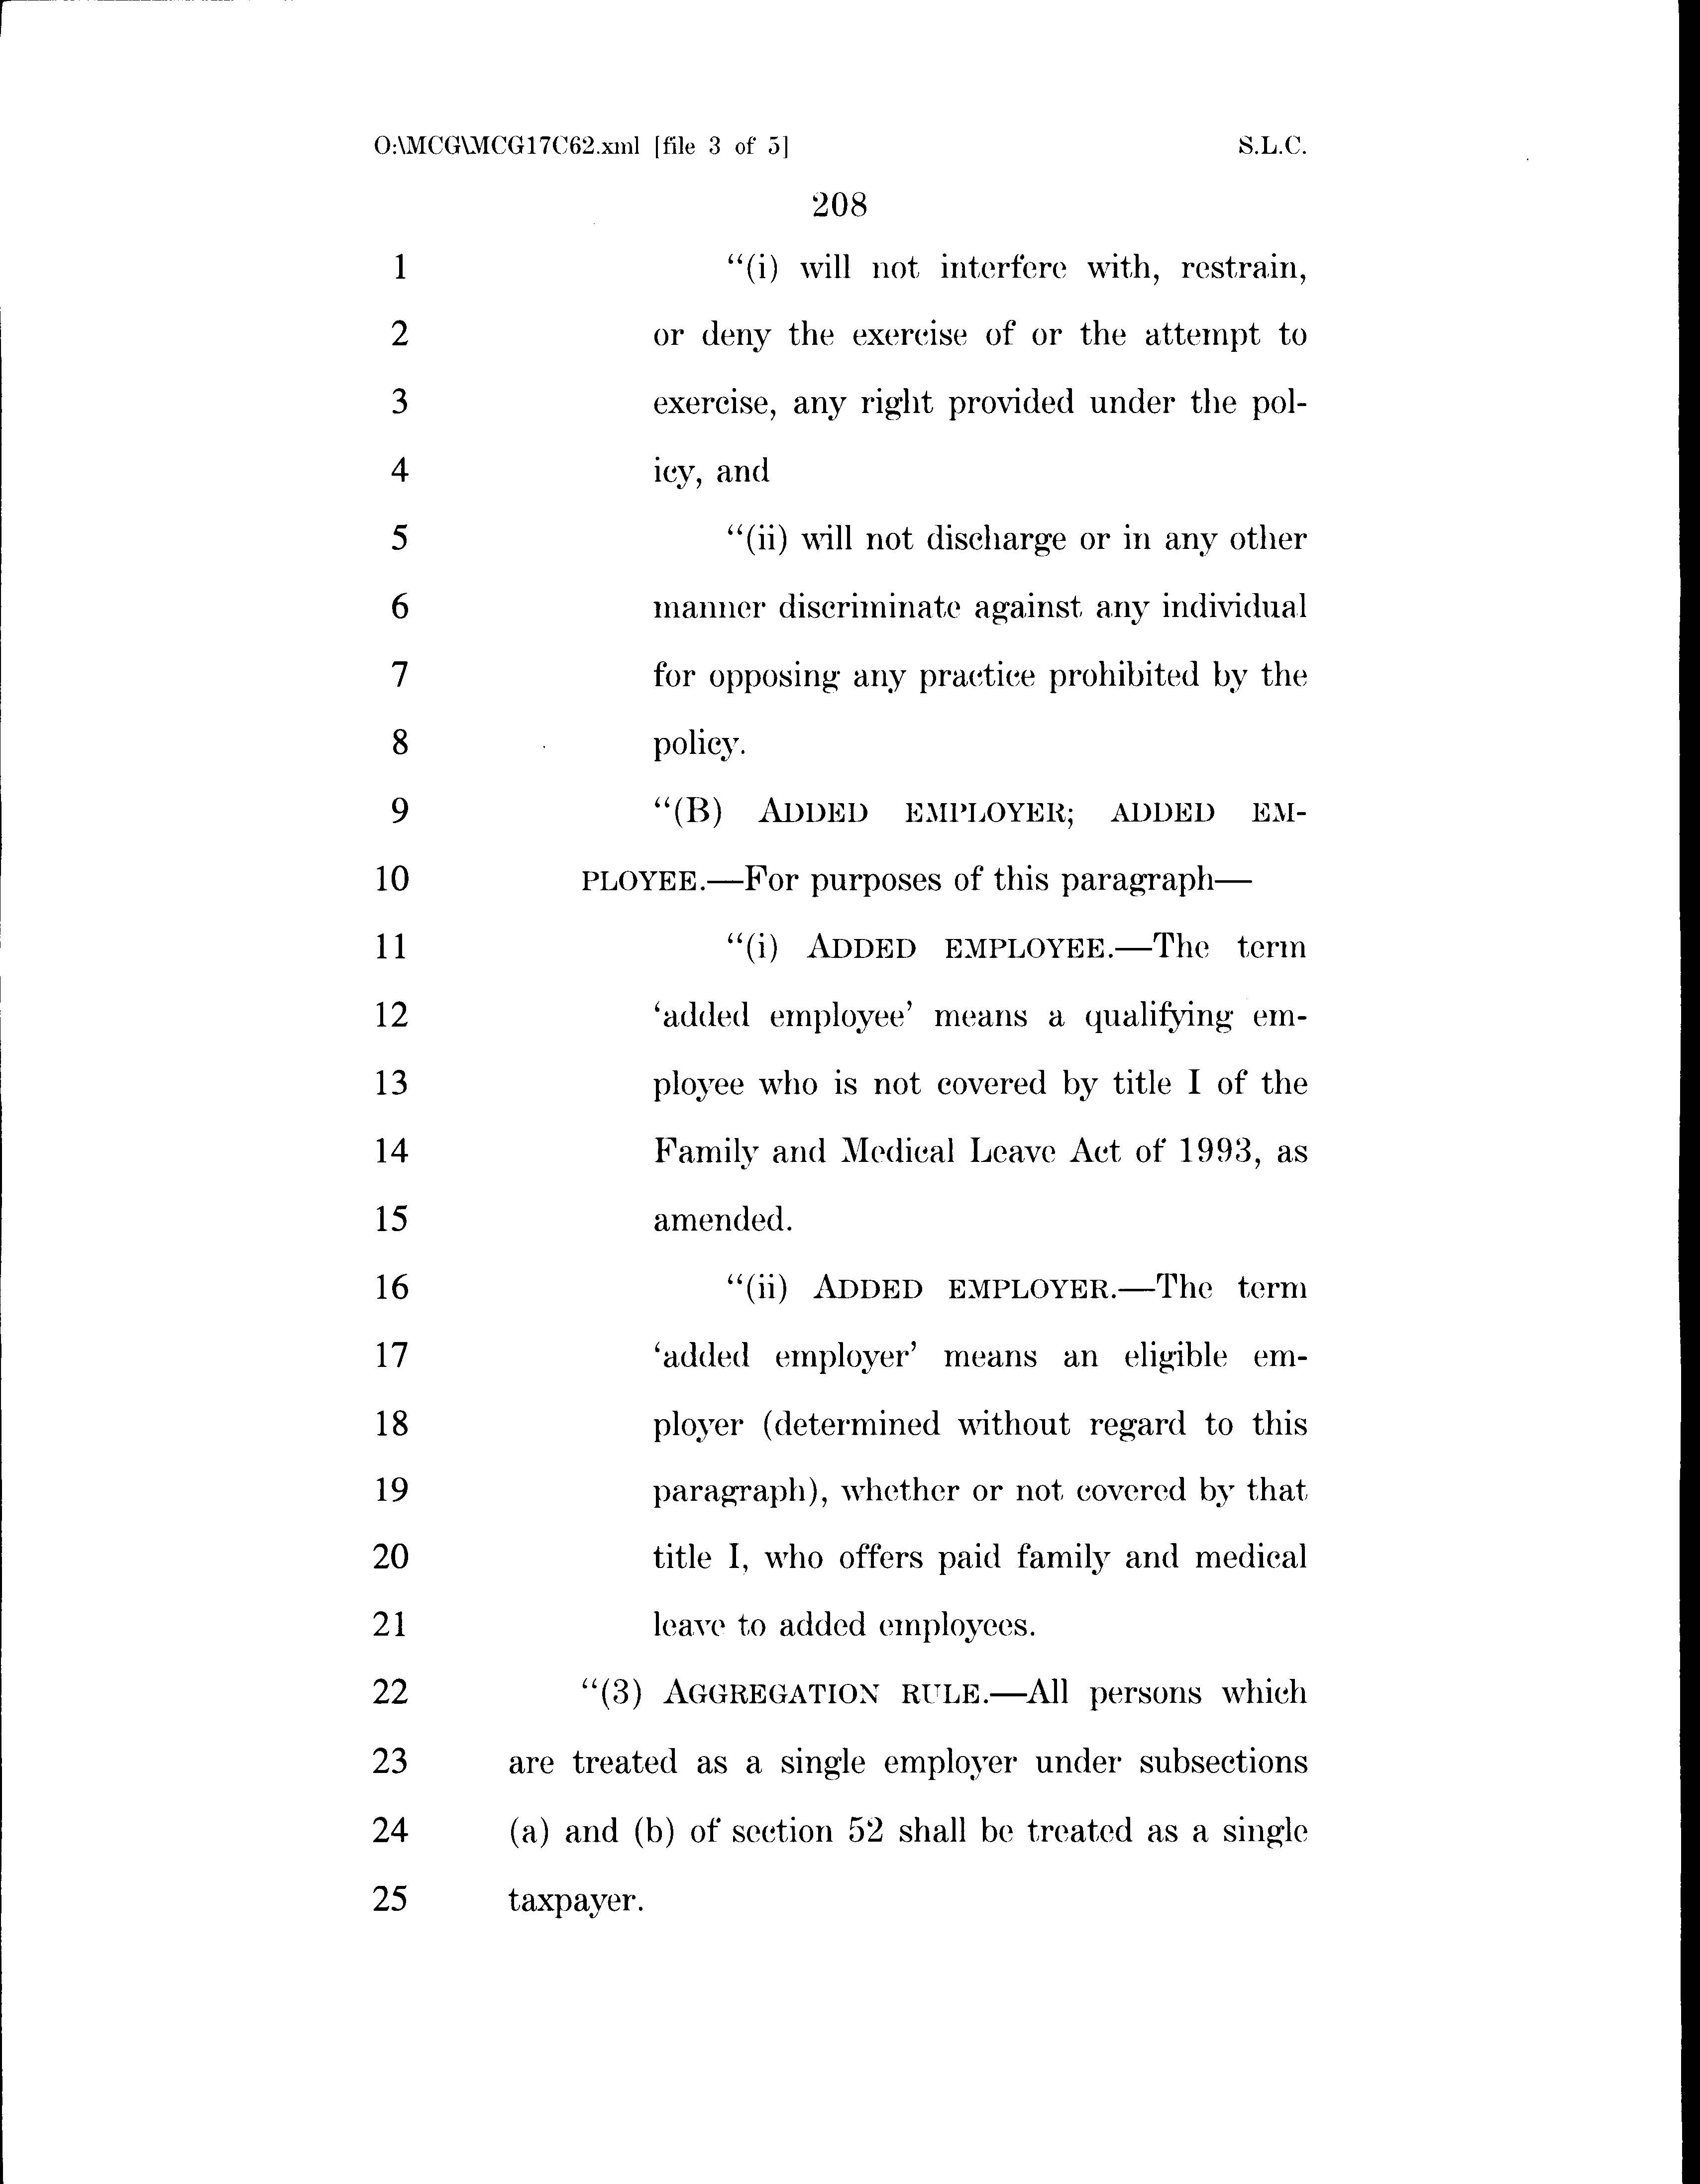 O:\MCG\MCG17C62.xml [file 3 of 5] S.L.C.
208
1 “(i) will not interfere with, restrain,
2 or deny the exercise of or the attempt to
3 exercise, any right provided under the pol-
4 icy, and
5 “(ii) will not discharge or in any other
6 manner discriminate against any individual
7 for opposing any practice prohibited by the
8 policy.
9 “(B) ADDED EMPLOYER; ADDED EM-
10 PLOYEE.—For purposes of this paragraph—
11 “(i) ADDED EMPLOYEE.—The term
12 ‘added employee’ means a qualifying em-
13 ployee who is not covered by title I of the
14 Family and Medical Leave Act of 1993, as
15 amended.
16 “(ii) ADDED EMPLOYER.—The term
17 ‘added employer’ means an eligible em-
18 ployer (determined without regard to this
19 paragraph), whether or not covered by that
20 title I, who offers paid family and medical
21 leave to added employees.
22 “(3) AGGREGATION RULE.—All persons which
23 are treated as a single employer under subsections
24 (a) and (b) of section 52 shall be treated as a single
25 taxpayer.